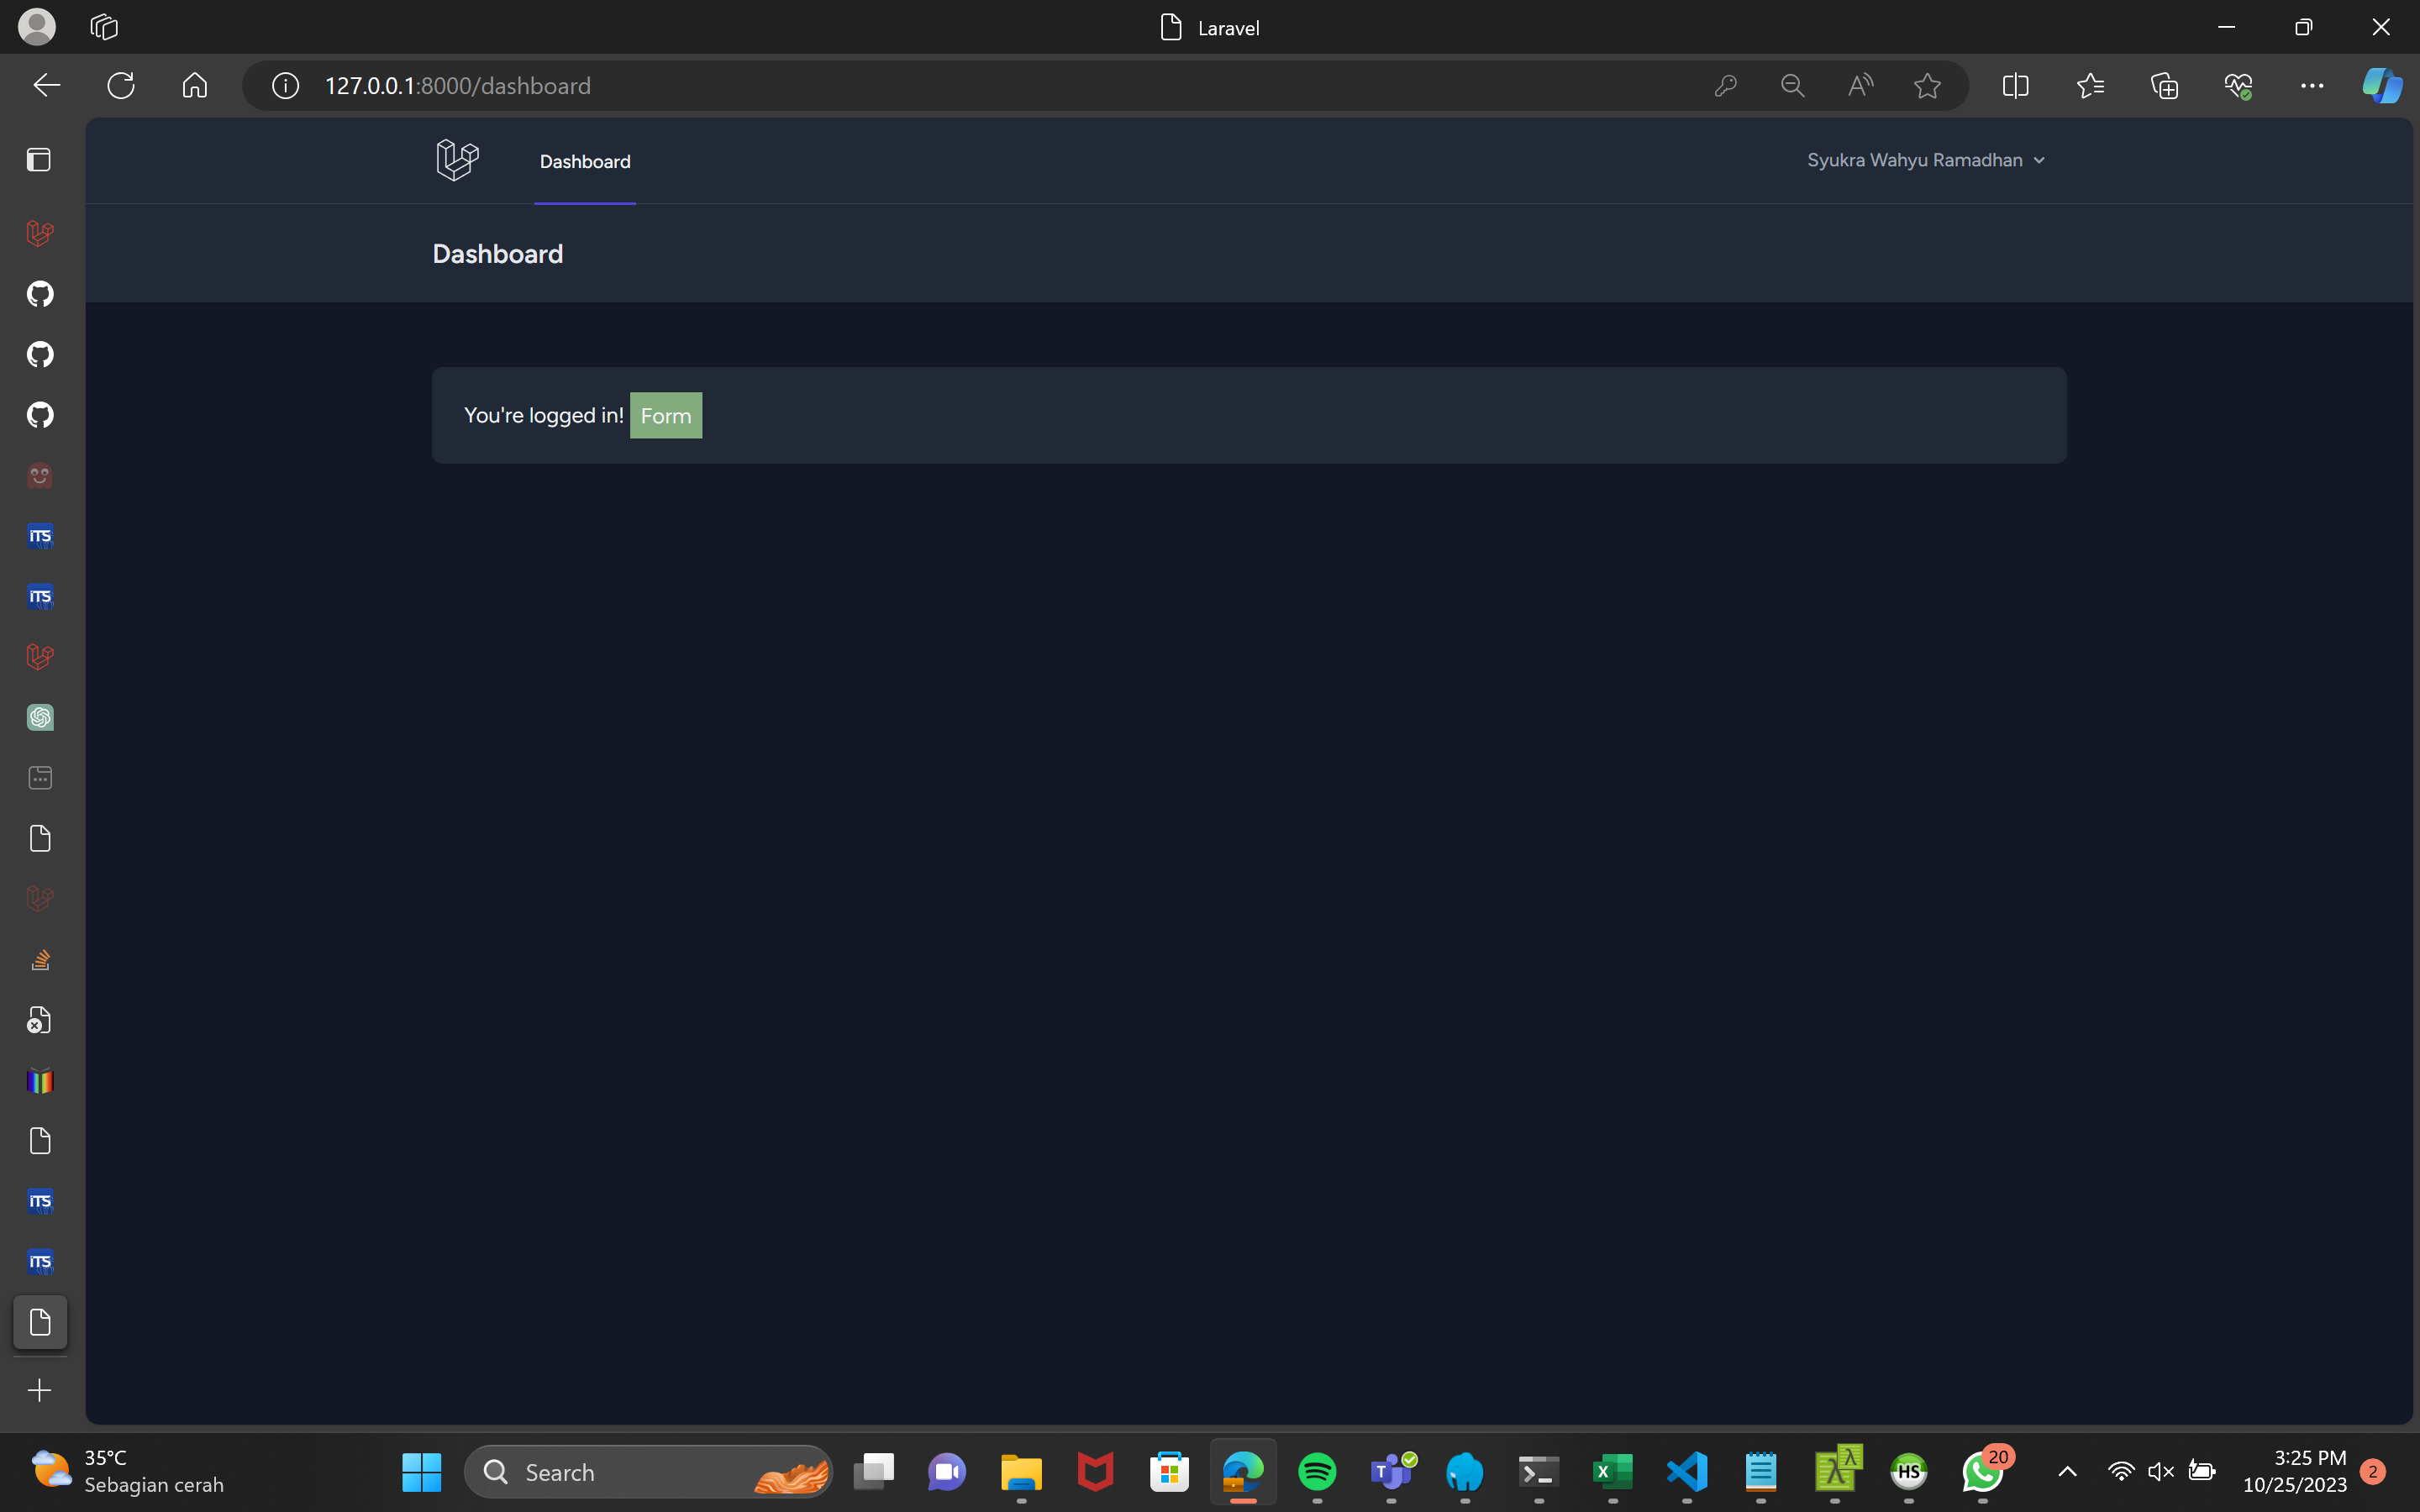 Laravel
127.0.0.1:8000/dashboard
Dashboard
Syukra Wahyu Ramadhan
Dashboard
You're logged in! Form
iTS
iTS
iTS
iTS
35°C
Sebagian cerah
Search
T
X
λ
λ
HS
20
3:25 PM
10/25/2023
2